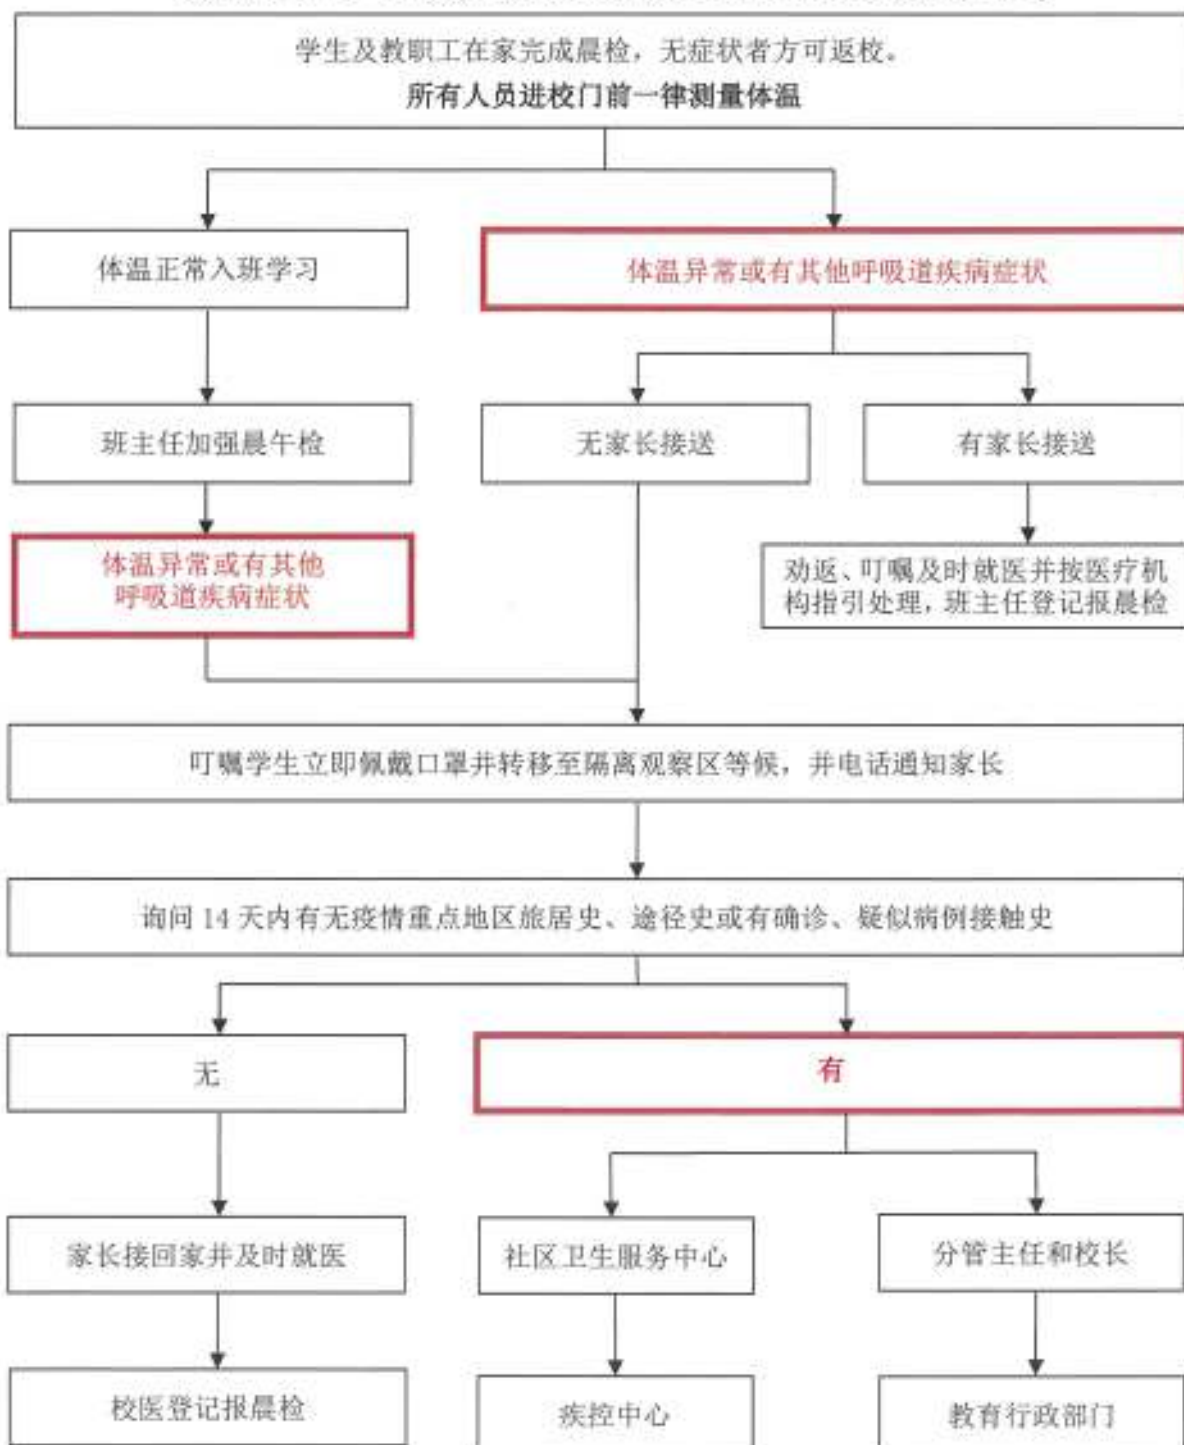 学生及教职工在家完成晨检，无症状者方可返校。
所有人员进校门前一律测量体温
体温正常入班学习
体温异常或有其他呼吸道疾病症状
班主任加强晨午检
无家长接送
有家长接送
体温异常或有其他
呼吸道疾病症状
劝返、叮嘱及时就医并按医疗机
构指引处理，班主任登记报晨检
叮嘱学生立即佩戴口罩并转移至隔离观察区等候，并电话通知家长
询问 14 天内有无疫情重点地区旅居史、途径史或有确诊、疑似病例接触史
无
有
家长接回家并及时就医
社区卫生服务中心
分管主任和校长
校医登记报晨检
疾控中心
教育行政部门